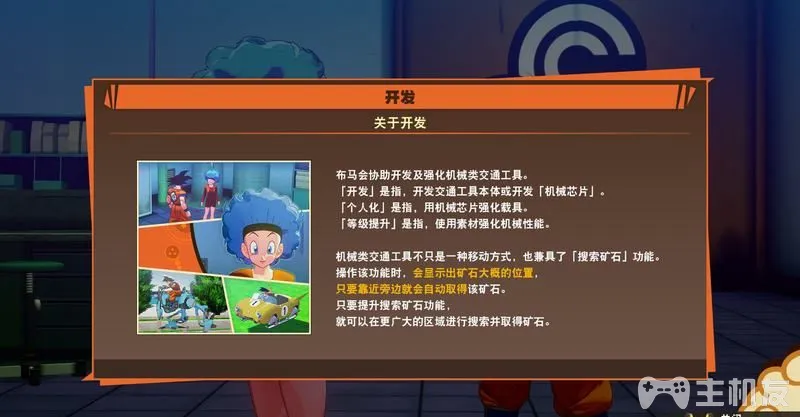 开发
关于开发
布马会协助开发及强化机械类交通工具。
「开发」是指，开发交通工具本体或开发「机械芯片」。
「个人化」是指，用机械芯片强化载具。
「等级提升」是指，使用素材强化机械性能。
机械类交通工具不只是一种移动方式，也兼具了「搜索矿石」功能。
操作该功能时，会显示出矿石大概的位置，
只要靠近旁边就会自动取得该矿石。
只要提升搜索矿石功能，
就可以在更广大的区域进行搜索并取得矿石。
主机友